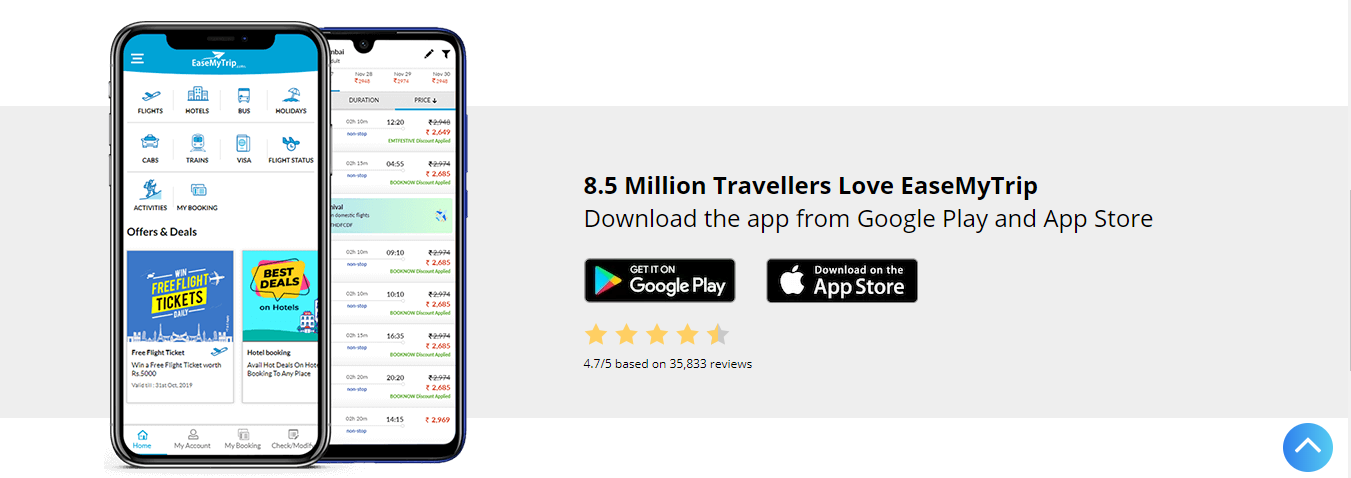 EaseMyTrip.com
FLIGHTS HOTELS BUS HOLIDAYS
CABS TRAINS VISA FLIGHT STATUS
ACTIVITIES MY BOOKING
Offers & Deals
WIN
FREE FLIGHT
TICKETS
DAILY
Free Flight Ticket
Win a Free Flight Ticket worth
Rs.5000
Valid till : 31st Oct, 2019
BEST
DEALS
on Hotels
Hotel booking
Avail Hot Deals On Hote
Booking To Any Place
Home My Account My Booking Check/Modify
mbai
dult
7 Nov 28 Nov 29 Nov 30
₹2948 ₹2974 ₹2948
DURATION PRICE
02h 10m 12:20 ₹2,948
non-stop ₹ 2,649
EMTFESTIVE Discount Applied
02h 15m 04:55 ₹2,974
non-stop ₹ 2,685
BOOKNOW Discount Applied
nival
n domestic flights
THDFCDF
02h 10m 09:10 ₹2,974
non-stop ₹ 2,685
BOOKNOW Discount Applied
02h 10m 10:10 ₹2,974
non-stop ₹ 2,685
BOOKNOW Discount Applied
02h 15m 16:35 ₹2,974
non-stop ₹ 2,685
BOOKNOW Discount Applied
02h 10m 20:20 ₹2,974
non-stop ₹ 2,685
BOOKNOW Discount Applied
02h 20m 14:15 ₹ 2,969
non-stop
8.5 Million Travellers Love EaseMyTrip
Download the app from Google Play and App Store
GET IT ON
Google Play
Download on the
App Store
4.7/5 based on 35,833 reviews